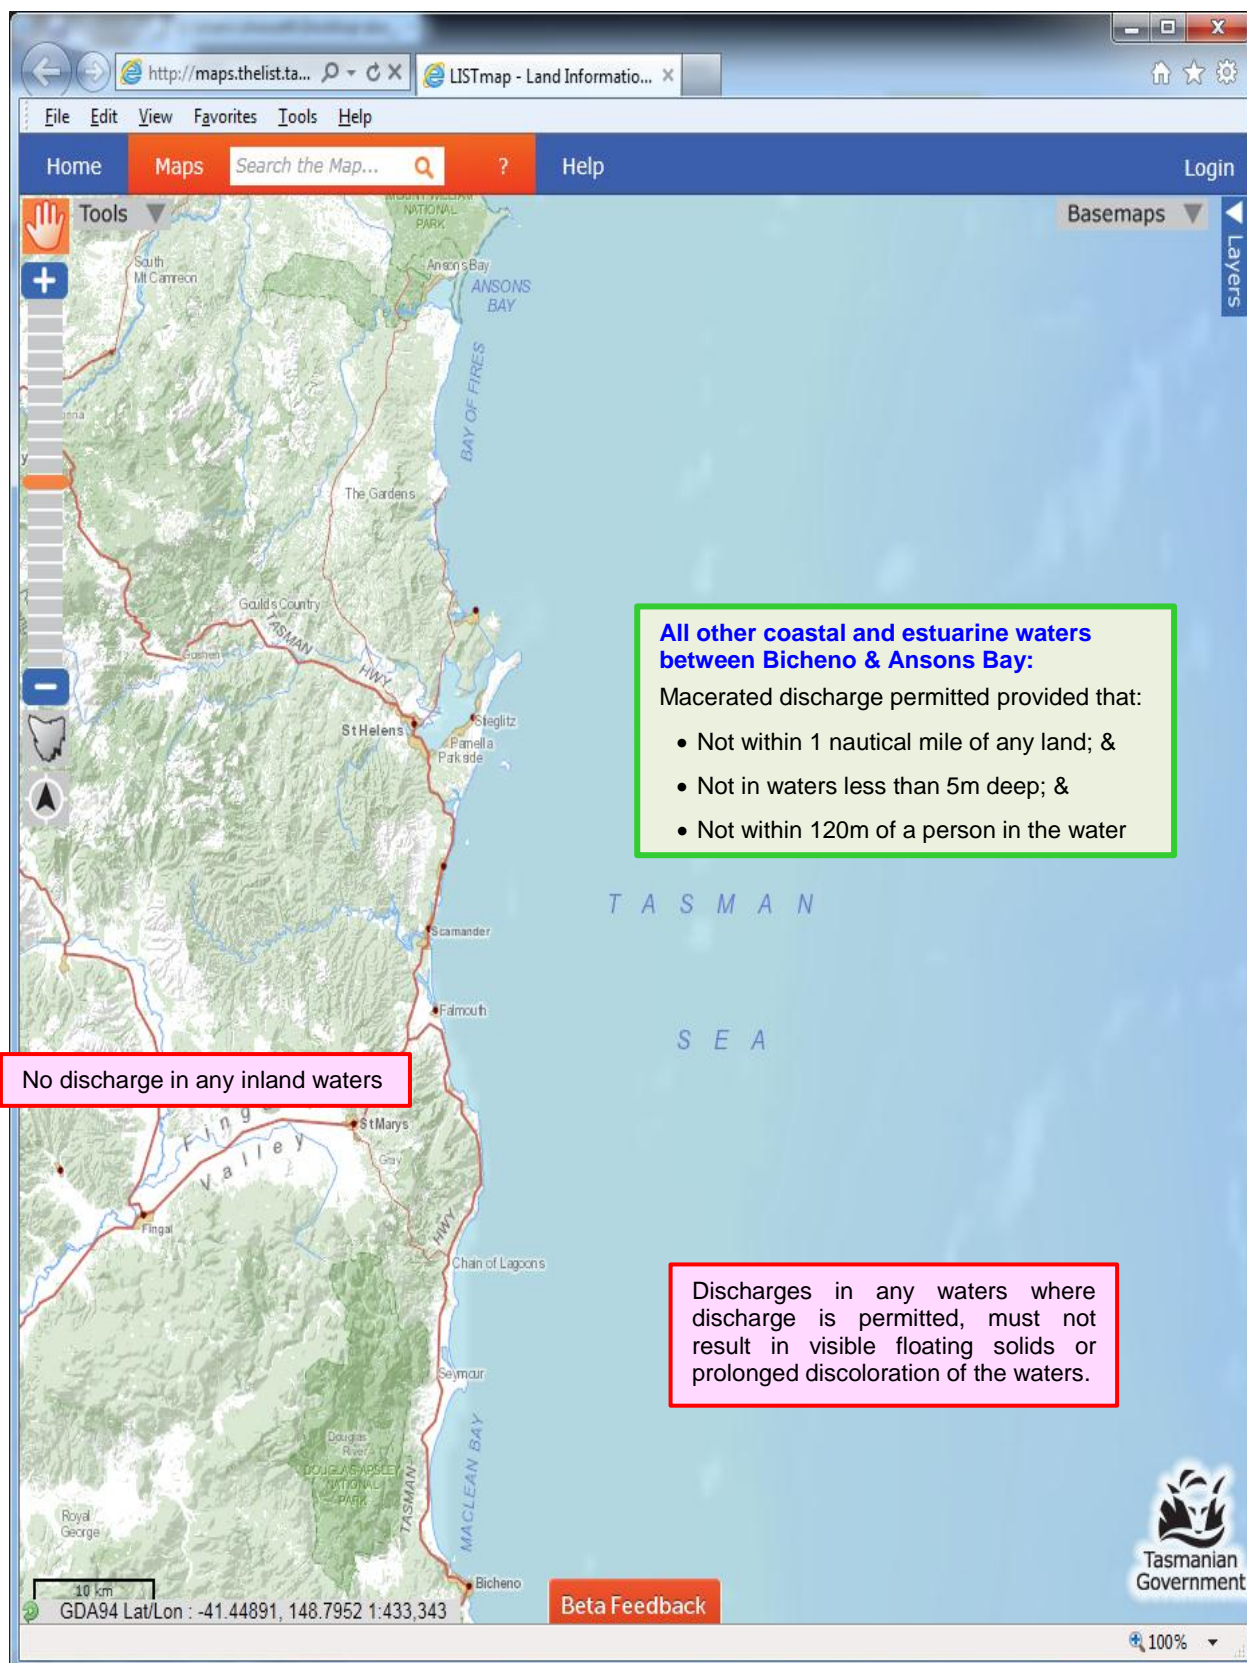 http://maps.thelist.ta...
LISTmap - Land Informatio...
File Edit View Favorites Tools Help
Home Maps Search the Map... ? Help Login
Tools
Basemaps
Layers
MOUNT WILLIAM
NATIONAL
PARK
South
Mt Cameron
Ansons Bay
ANSONS
BAY
BAY OF FIRES
The Gardens
Goulds Country
TASMAN
HWY
Goshen
St Helens
Steglitz
Parnella
Parkside
All other coastal and estuarine waters
between Bicheno & Ansons Bay:
Macerated discharge permitted provided that:
• Not within 1 nautical mile of any land; &
• Not in waters less than 5m deep; &
• Not within 120m of a person in the water
TASMAN
SEA
Scamander
Falmouth
No discharge in any inland waters
St Marys
Gray
Valley
Fingal
HWY
Chain of Lagoons
Discharges in any waters where
discharge is permitted, must not
result in visible floating solids or
prolonged discoloration of the waters.
Seymour
Douglas
River
DOUGLAS-APSLEY
NATIONAL
PARK
TASMAN
MACLEAN BAY
Royal
George
Bicheno
10 km
GDA94 Lat/Lon : -41.44891, 148.7952 1:433,343
Beta Feedback
Tasmanian
Government
100%